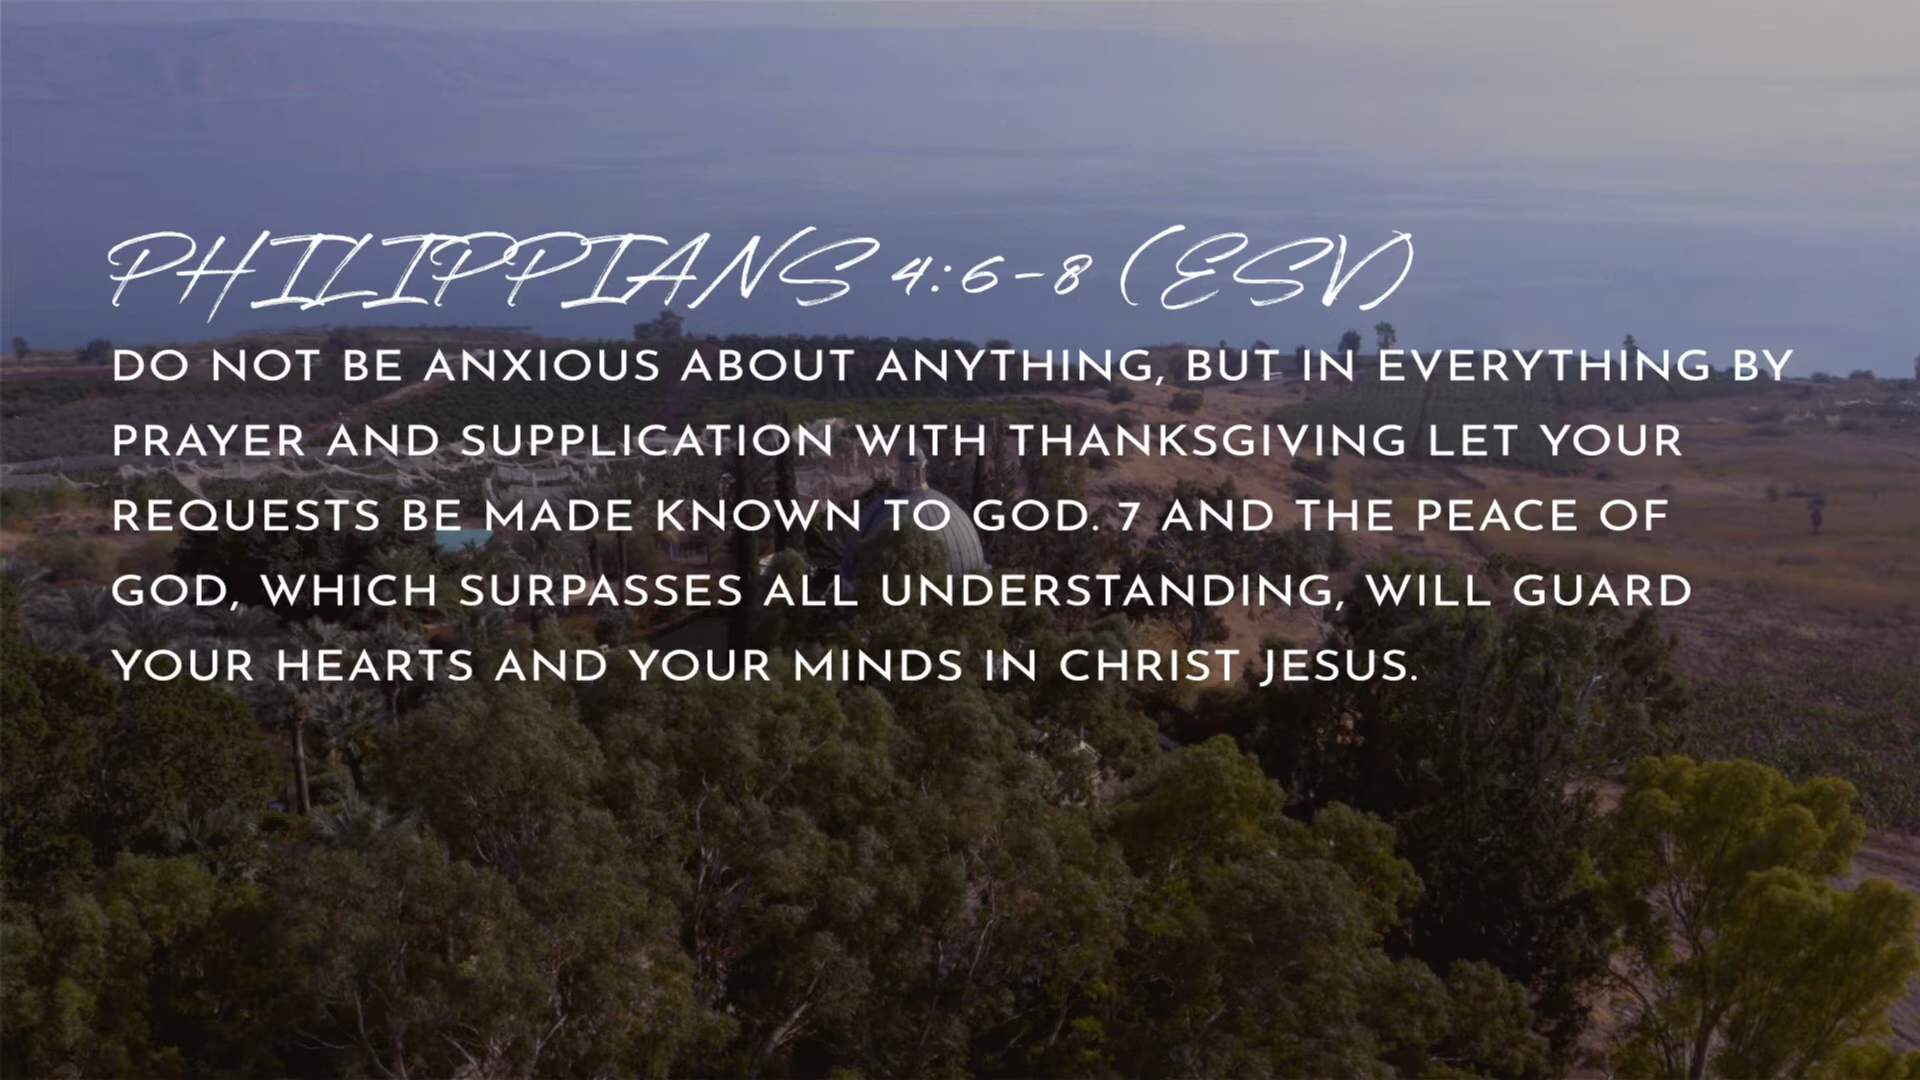 PHILIPPIANS 4:6-8 (ESV)
DO NOT BE ANXIOUS ABOUT ANYTHING, BUT IN EVERYTHING BY
PRAYER AND SUPPLICATION WITH THANKSGIVING LET YOUR
REQUESTS BE MADE KNOWN TO GOD. 7 AND THE PEACE OF
GOD, WHICH SURPASSES ALL UNDERSTANDING, WILL GUARD
YOUR HEARTS AND YOUR MINDS IN CHRIST JESUS.